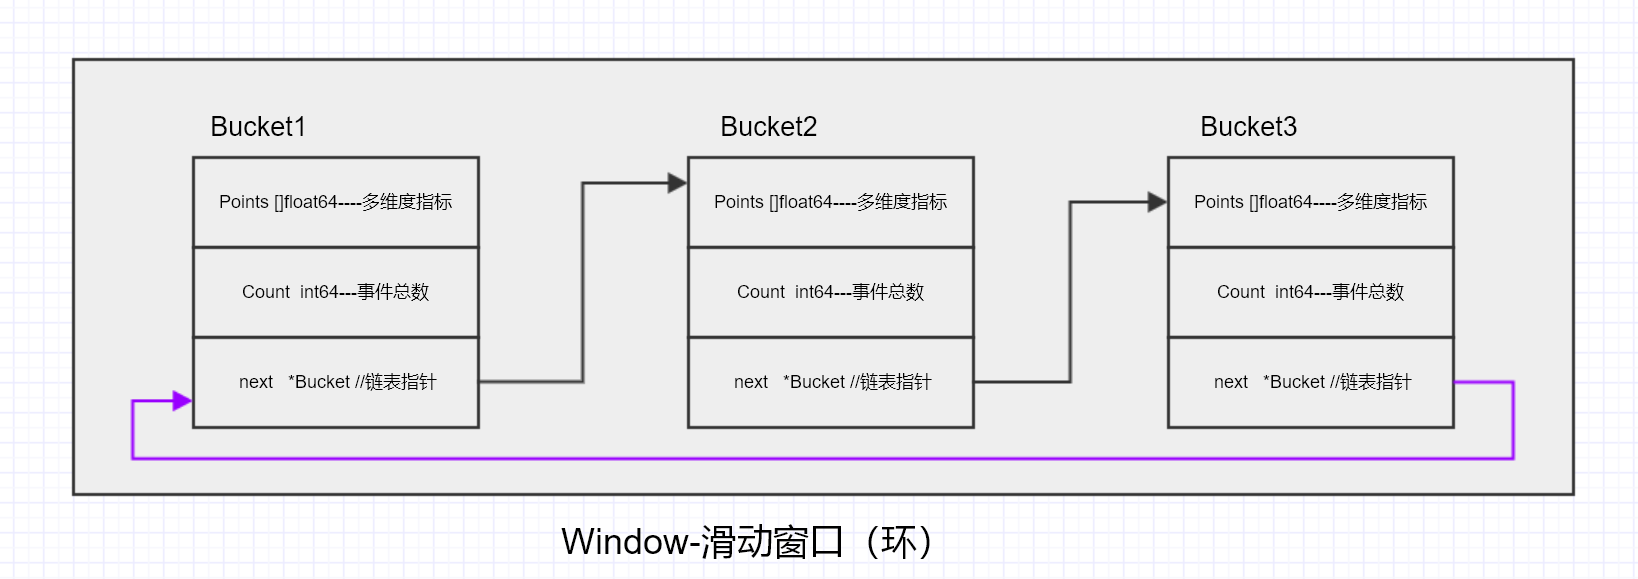 Bucket1
Bucket2
Bucket3
Points []float64----多维度指标
Points []float64----多维度指标
Points []float64----多维度指标
Count  int64---事件总数
Count  int64---事件总数
Count  int64---事件总数
next   *Bucket //链表指针
next   *Bucket //链表指针
next   *Bucket //链表指针
Window-滑动窗口（环）